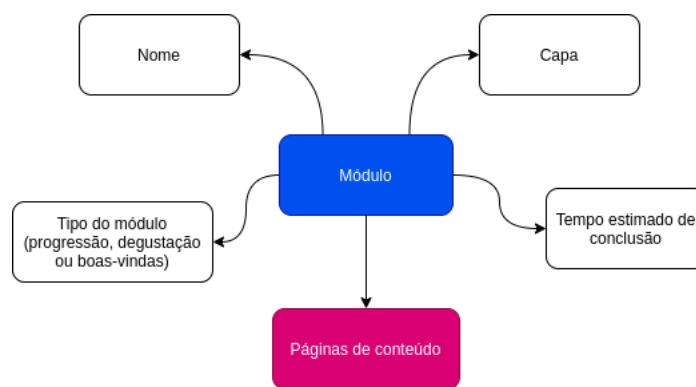 Nome
Capa
Módulo
Tipo do módulo
(progressão, degustação
ou boas-vindas)
Tempo estimado de
conclusão
Páginas de conteúdo